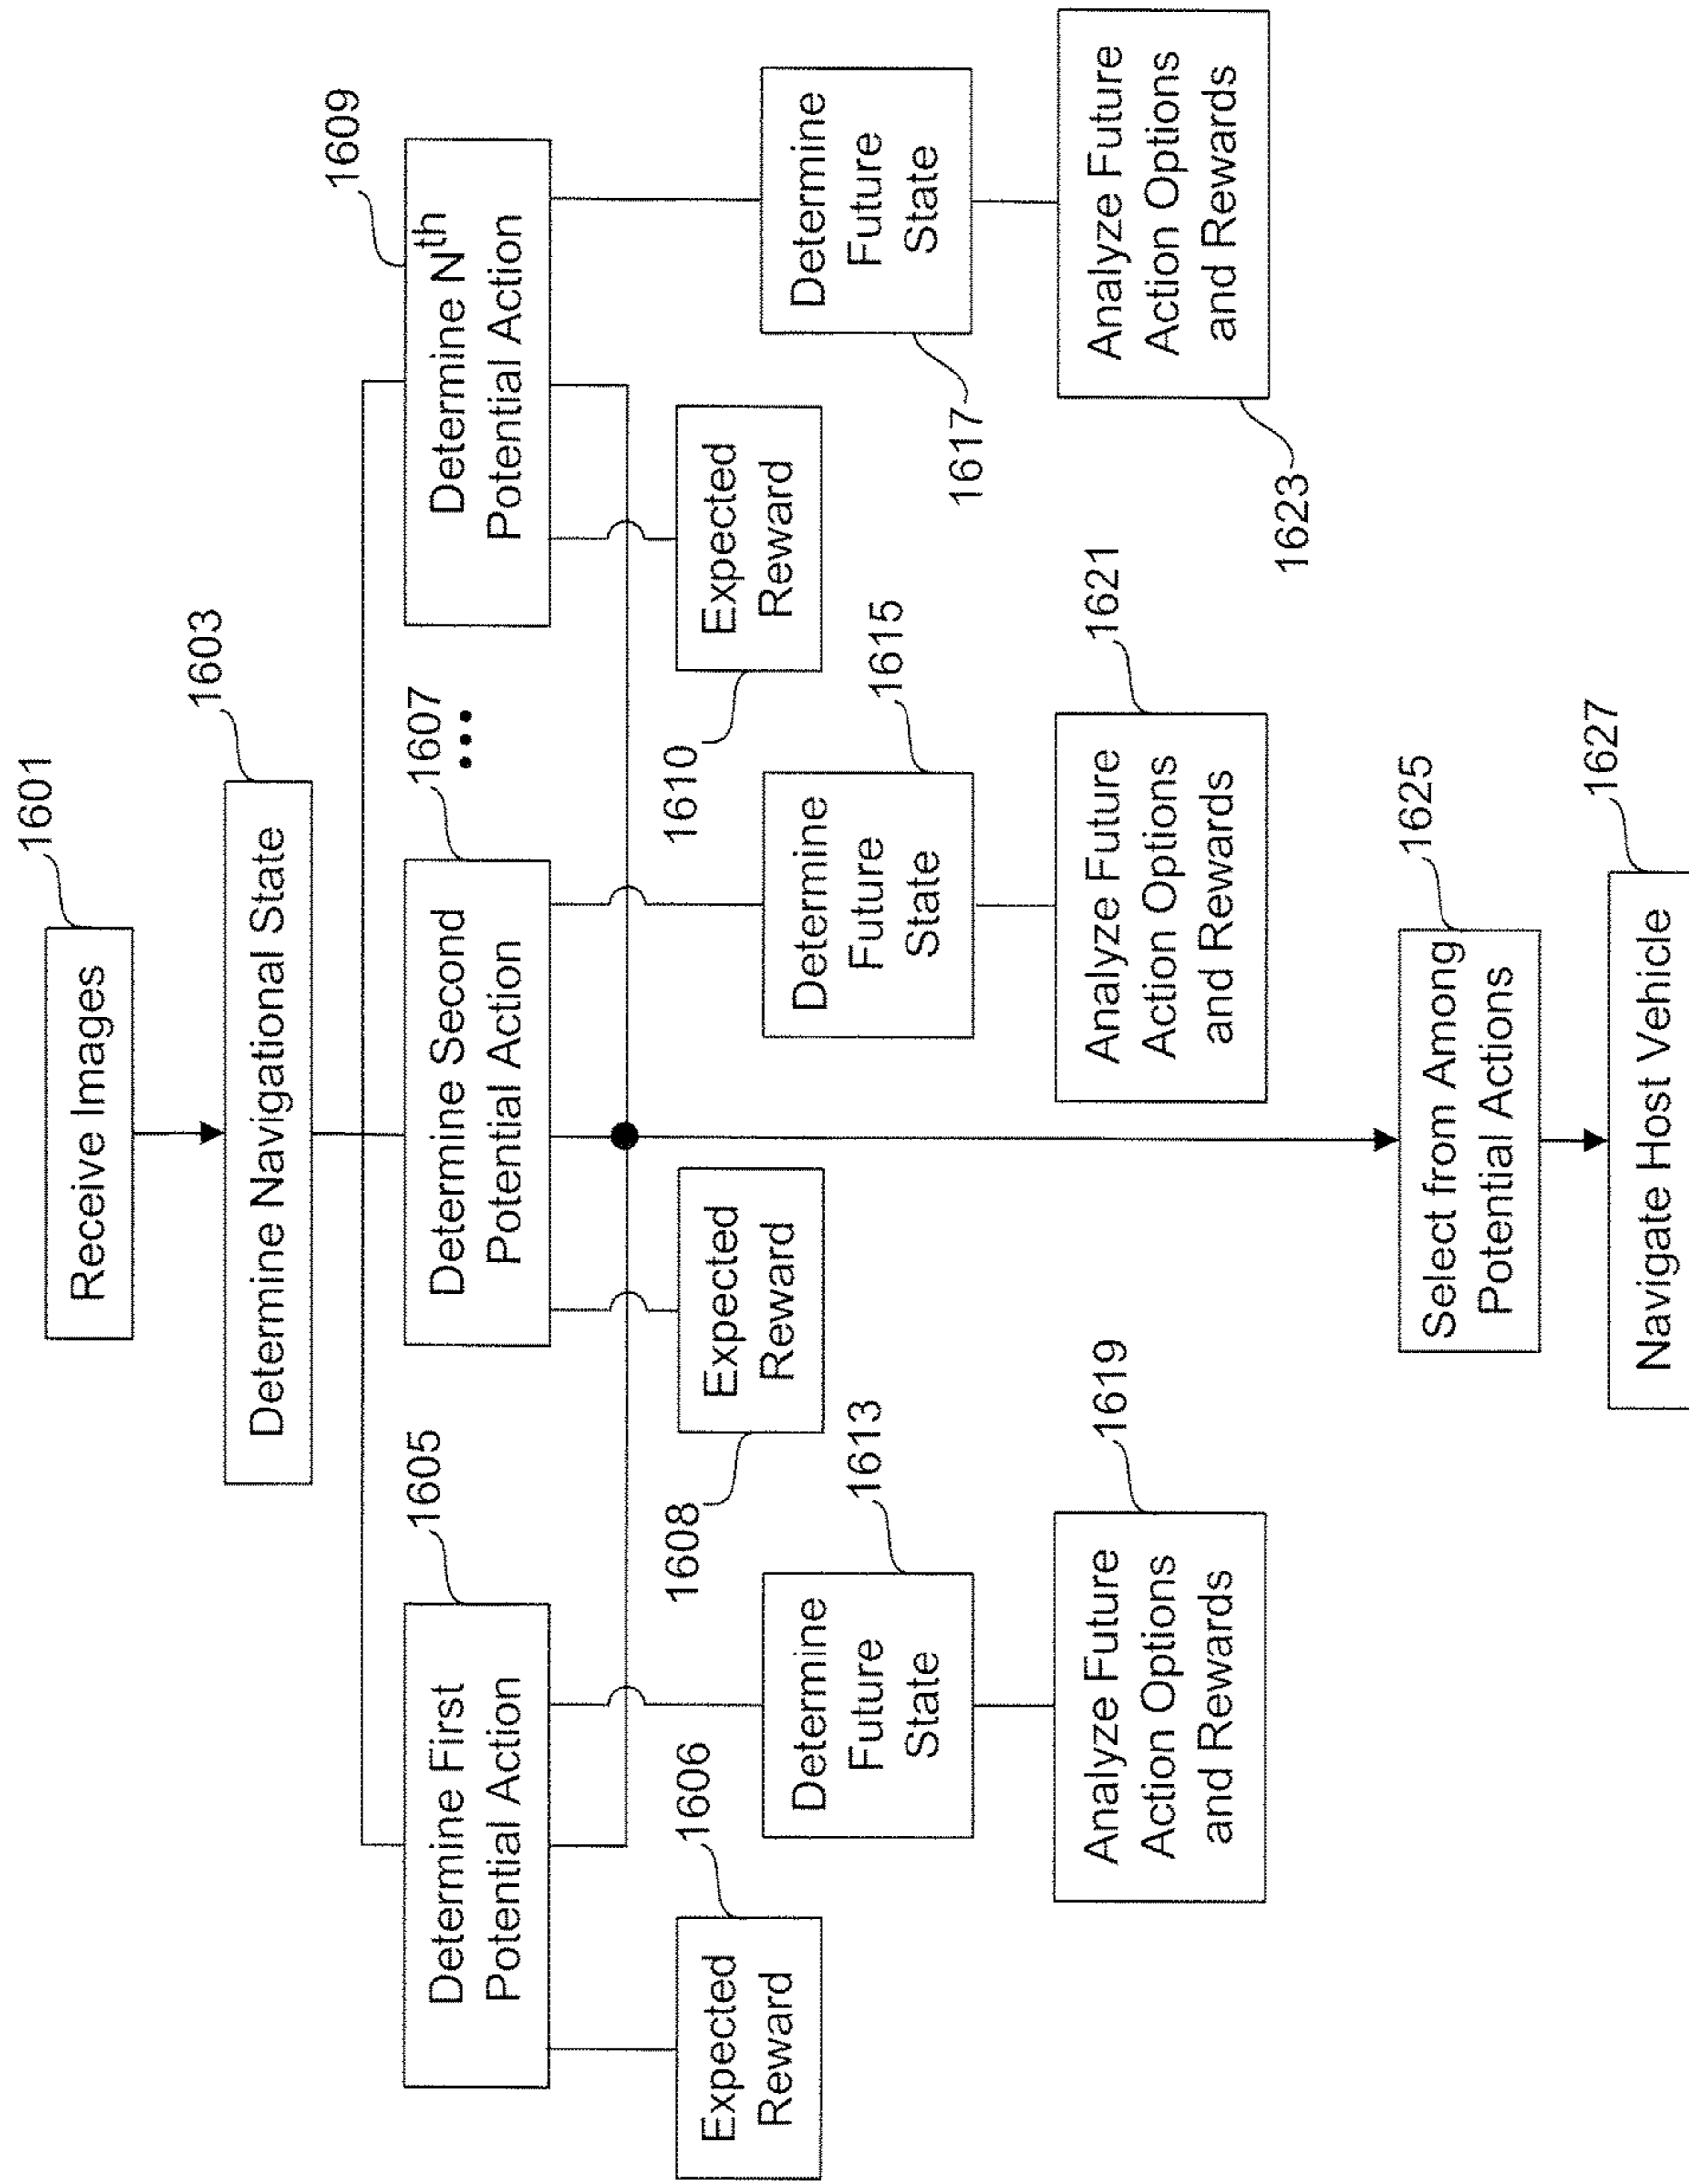 1601
Receive Images
1603
Determine Navigational State
1605
Determine First
Potential Action
1607
Determine Second
Potential Action
•••
1609
Determine Nth
Potential Action
1606
Expected
Reward
1608
Expected
Reward
1610
Expected
Reward
1613
Determine
Future
State
1615
Determine
Future
State
1617
Determine
Future
State
1619
Analyze Future
Action Options
and Rewards
1621
Analyze Future
Action Options
and Rewards
1623
Analyze Future
Action Options
and Rewards
1625
Select from Among
Potential Actions
1627
Navigate Host Vehicle